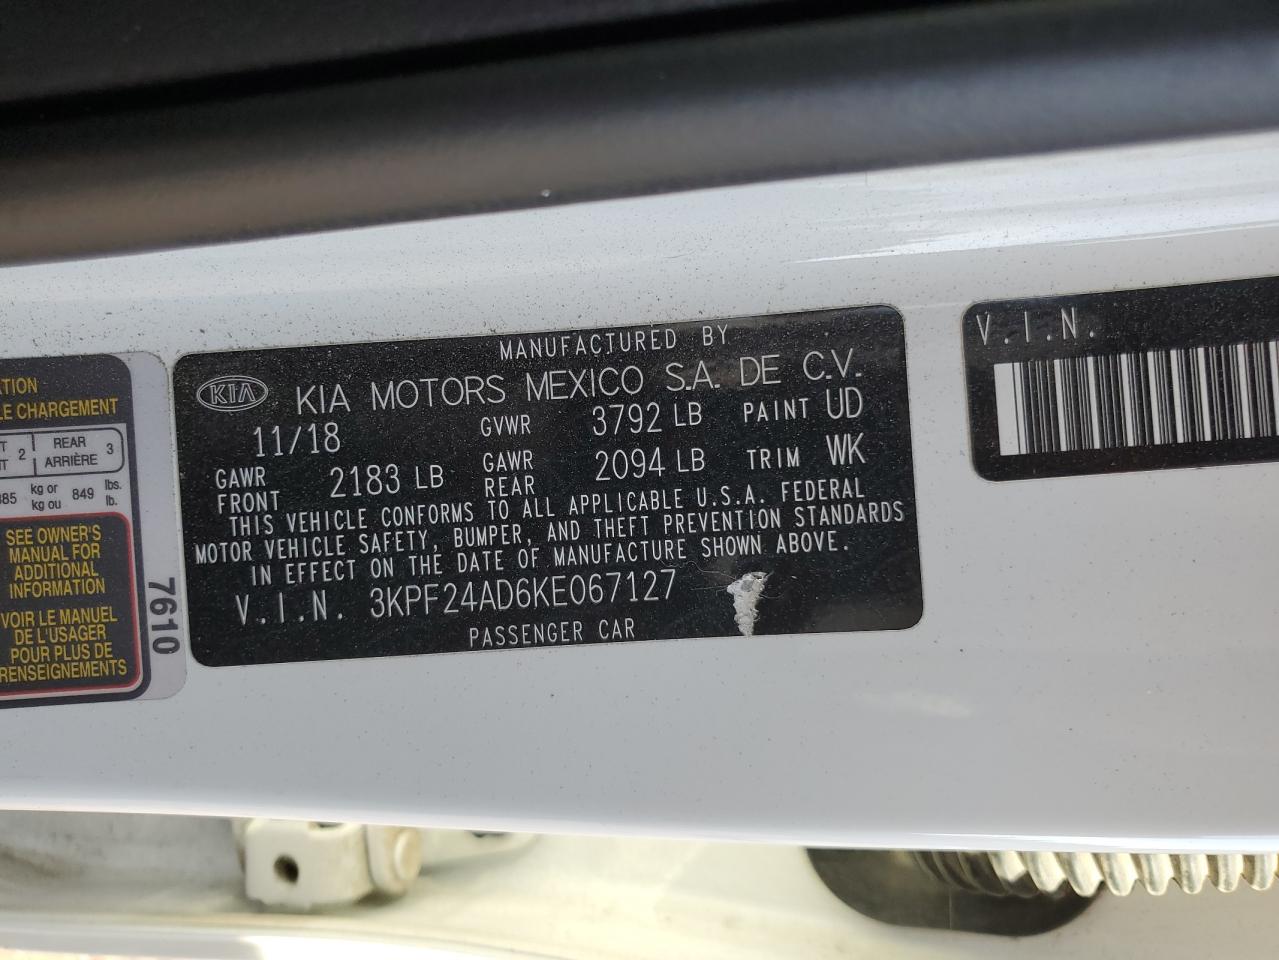 MANUFACTURED BY
KIA KIA MOTORS MEXICO S.A. DE C.V.
11/18 GVWR 3792 LB PAINT UD
GAWR FRONT 2183 LB GAWR REAR 2094 LB TRIM WK
THIS VEHICLE CONFORMS TO ALL APPLICABLE U.S.A. FEDERAL
MOTOR VEHICLE SAFETY, BUMPER, AND THEFT PREVENTION STANDARDS
IN EFFECT ON THE DATE OF MANUFACTURE SHOWN ABOVE.
V.I.N. 3KPF24AD6KE067127
PASSENGER CAR
CHARGEMENT
2 REAR ARRIÈRE 3
kg or kg ou 849 lbs. lb.
SEE OWNER'S
MANUAL FOR
ADDITIONAL
INFORMATION
VOIR LE MANUEL
DE L'USAGER
POUR PLUS DE
RENSEIGNEMENTS
7610
V.I.N.